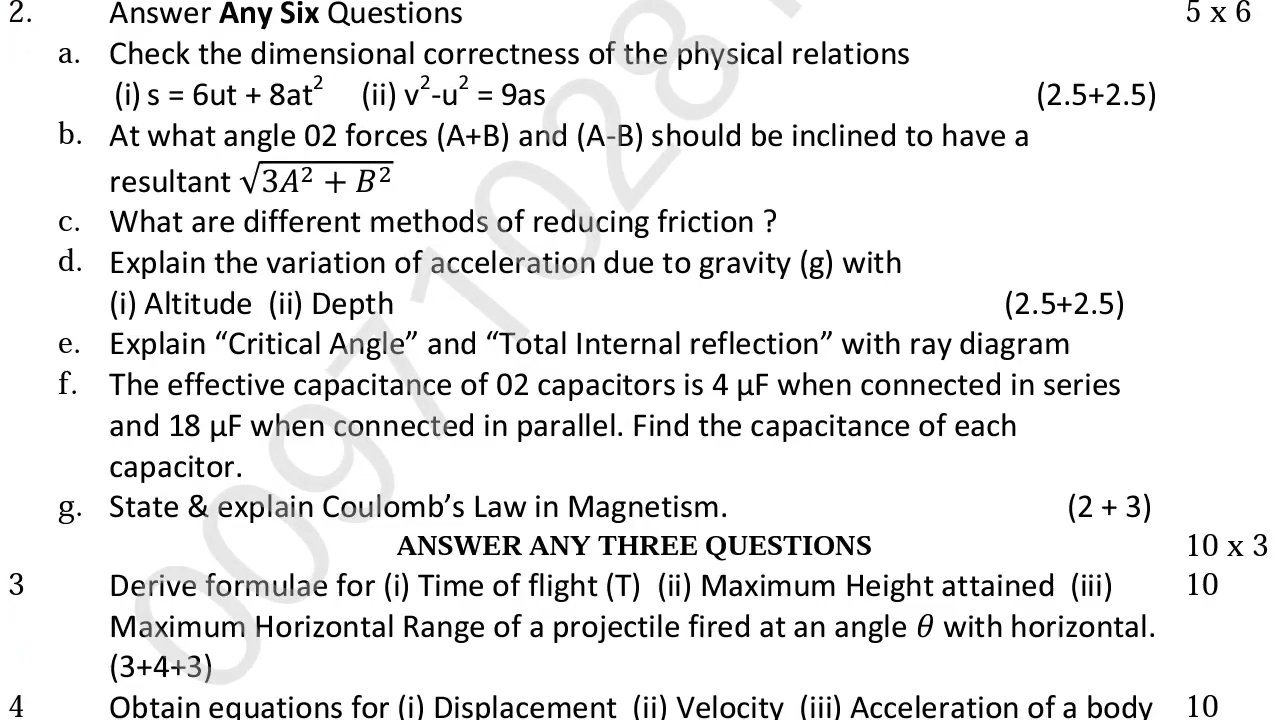 2. Answer Any Six Questions 5 x 6
a. Check the dimensional correctness of the physical relations
(i) s = 6ut + 8at² (ii) v²-u² = 9as (2.5+2.5)
b. At what angle 02 forces (A+B) and (A-B) should be inclined to have a
resultant √(3A² + B²)
c. What are different methods of reducing friction ?
d. Explain the variation of acceleration due to gravity (g) with
(i) Altitude (ii) Depth (2.5+2.5)
e. Explain “Critical Angle” and “Total Internal reflection” with ray diagram
f. The effective capacitance of 02 capacitors is 4 μF when connected in series
and 18 μF when connected in parallel. Find the capacitance of each
capacitor.
g. State & explain Coulomb’s Law in Magnetism. (2 + 3)
ANSWER ANY THREE QUESTIONS 10 x 3
3 Derive formulae for (i) Time of flight (T) (ii) Maximum Height attained (iii) 10
Maximum Horizontal Range of a projectile fired at an angle θ with horizontal.
(3+4+3)
4 Obtain equations for (i) Displacement (ii) Velocity (iii) Acceleration of a body 10